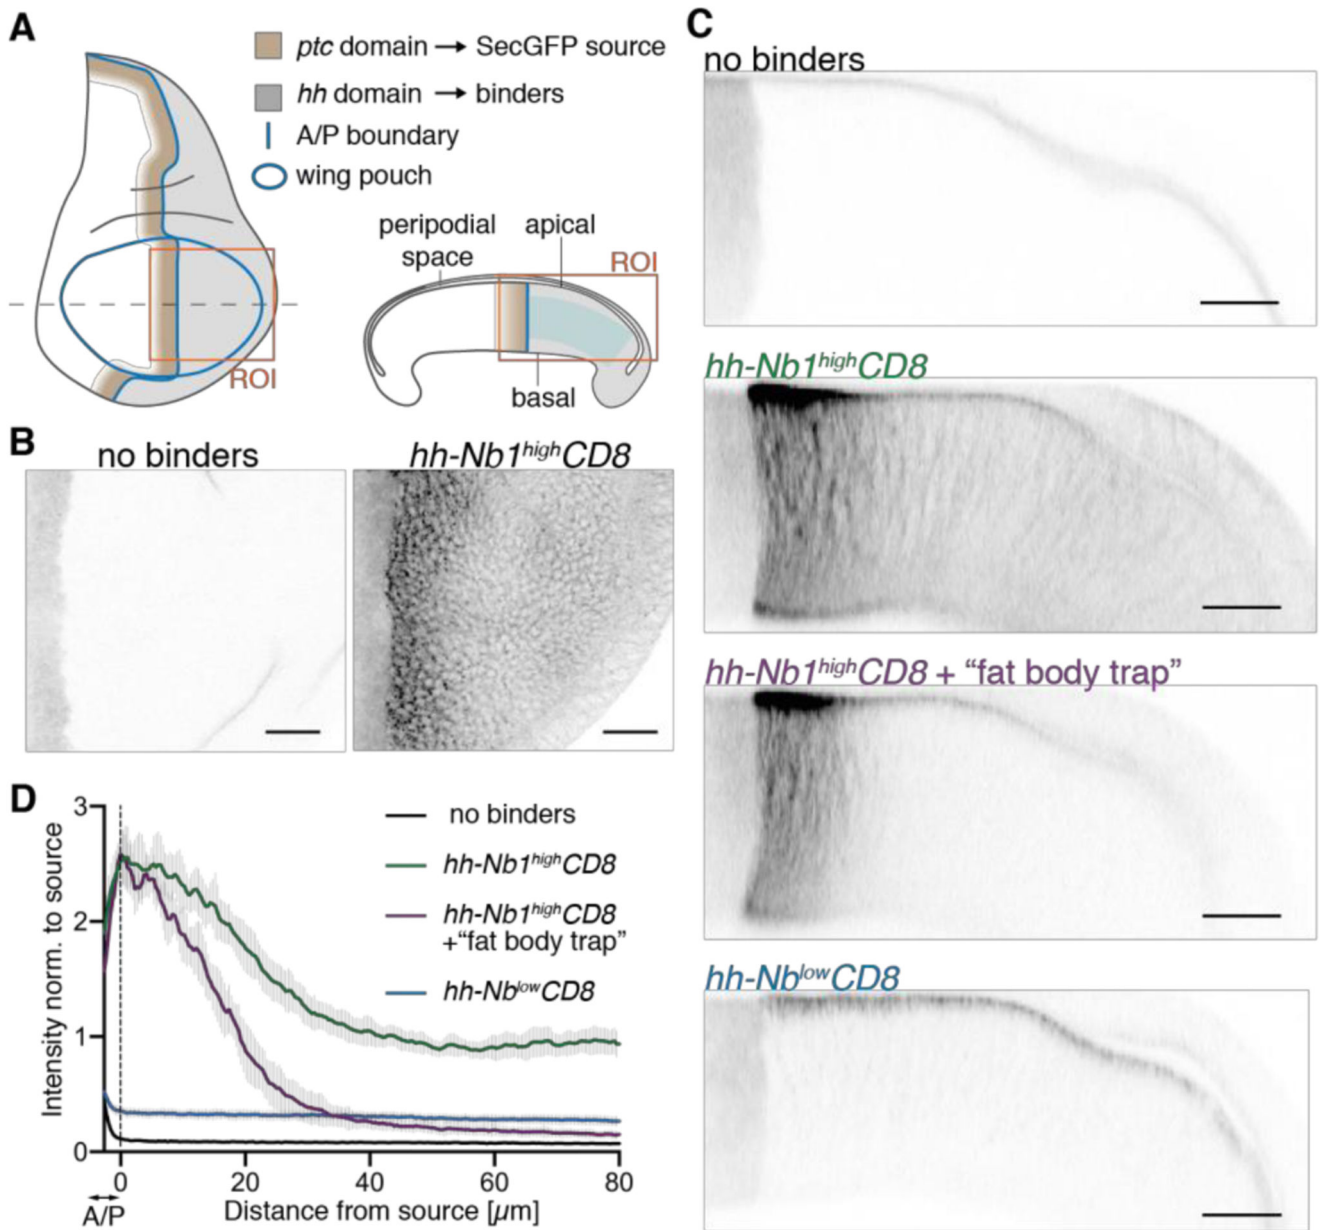 A
ptc domain → SecGFP source
hh domain → binders
A/P boundary
wing pouch
peripodial
space
apical
ROI
basal
ROI
B
no binders
hh-Nb1highCD8
C
no binders
hh-Nb1highCD8
hh-Nb1highCD8 + “fat body trap”
hh-NblowCD8
D
Intensity norm. to source
3
2
1
0
no binders
hh-Nb1highCD8
hh-Nb1highCD8
+“fat body trap”
hh-NblowCD8
0 20 40 60 80
A/P
Distance from source [µm]